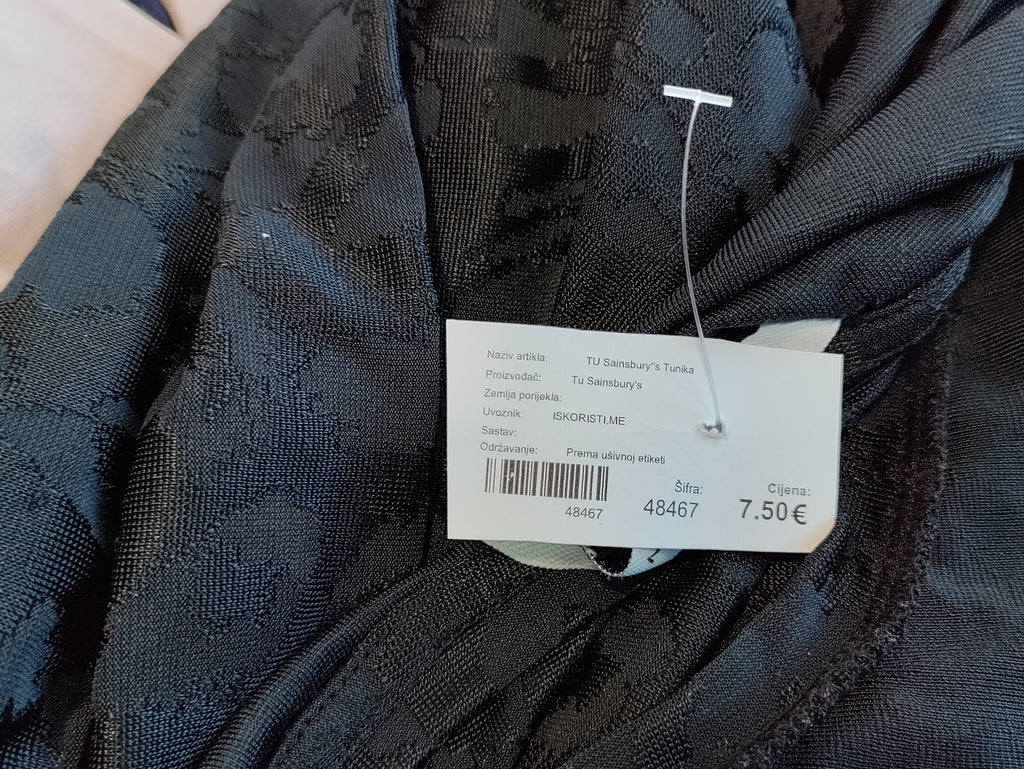 Naziv artikla: TU Sainsbury"s Tunika
Proizvođač: Tu Sainsbury's
Zemlja porijekla:
Uvoznik: ISKORISTI.ME
Sastav:
Održavanje: Prema ušivnoj etiketi
48467
Šifra:
48467
Cijena:
7.50€